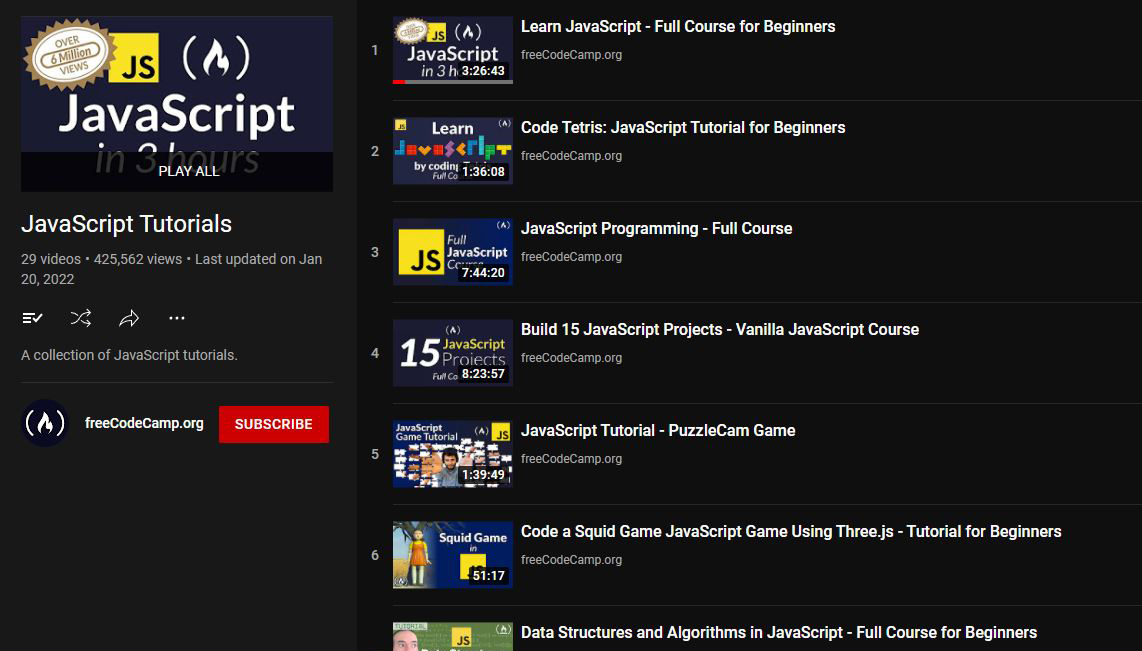 OVER
6 Million
VIEWS
JS
JavaScript
in 3 hours
PLAY ALL
JavaScript Tutorials
29 videos • 425,562 views • Last updated on Jan
20, 2022
A collection of JavaScript tutorials.
freeCodeCamp.org
SUBSCRIBE
1
JS
JavaScript
in 3 h
3:26:43
Learn JavaScript - Full Course for Beginners
freeCodeCamp.org
2
JS
Learn
JavaScript
by coding
Full Co
1:36:08
Code Tetris: JavaScript Tutorial for Beginners
freeCodeCamp.org
3
JS
Full
JavaScript
Course
7:44:20
JavaScript Programming - Full Course
freeCodeCamp.org
4
15 JavaScript
Projects
Full Co
8:23:57
Build 15 JavaScript Projects - Vanilla JavaScript Course
freeCodeCamp.org
5
JavaScript
Game Tutorial
JS
1:39:49
JavaScript Tutorial - PuzzleCam Game
freeCodeCamp.org
6
Squid Game
in
51:17
Code a Squid Game JavaScript Game Using Three.js - Tutorial for Beginners
freeCodeCamp.org
TUTORIAL
JS
Data Structures and Algorithms in JavaScript - Full Course for Beginners